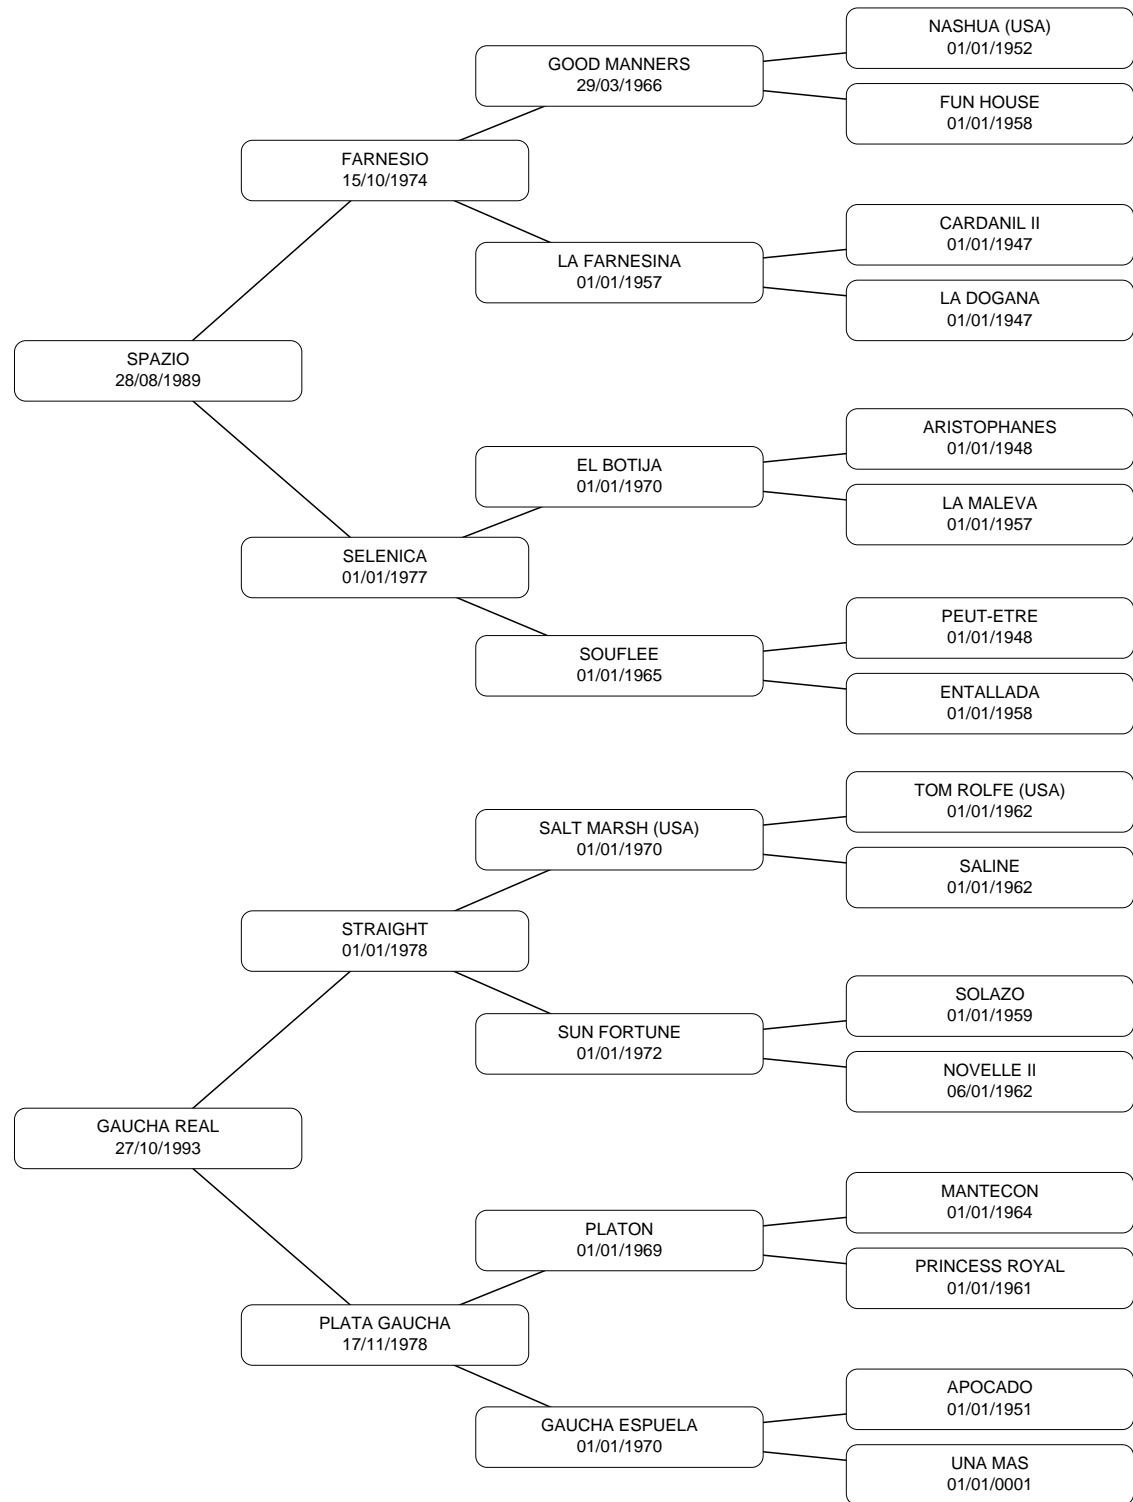 NASHUA (USA)
01/01/1952
GOOD MANNERS
29/03/1966
FUN HOUSE
01/01/1958
FARNESIO
15/10/1974
CARDANIL II
01/01/1947
LA FARNESINA
01/01/1957
LA DOGANA
01/01/1947
SPAZIO
28/08/1989
ARISTOPHANES
01/01/1948
EL BOTIJA
01/01/1970
LA MALEVA
01/01/1957
SELENICA
01/01/1977
PEUT-ETRE
01/01/1948
SOUFLEE
01/01/1965
ENTALLADA
01/01/1958
TOM ROLFE (USA)
01/01/1962
SALT MARSH (USA)
01/01/1970
SALINE
01/01/1962
STRAIGHT
01/01/1978
SOLAZO
01/01/1959
SUN FORTUNE
01/01/1972
NOVELLE II
06/01/1962
GAUCHA REAL
27/10/1993
MANTECON
01/01/1964
PLATON
01/01/1969
PRINCESS ROYAL
01/01/1961
PLATA GAUCHA
17/11/1978
APOCADO
01/01/1951
GAUCHA ESPUELA
01/01/1970
UNA MAS
01/01/0001